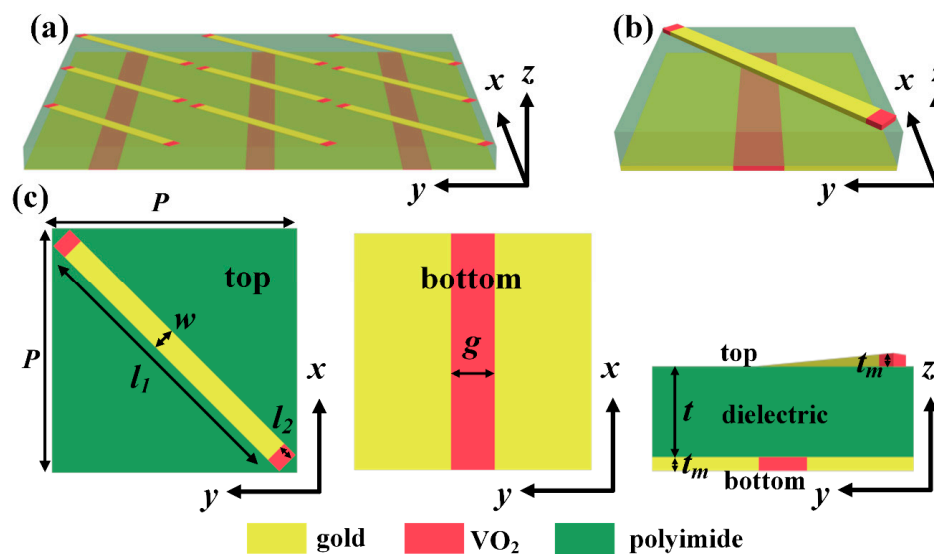 (a)
x
z
y
(b)
x
y
(c)
P
P
top
w
l1
l2
x
y
bottom
g
x
y
top
tm
z
t
dielectric
tm
bottom
y
gold
VO2
polyimide